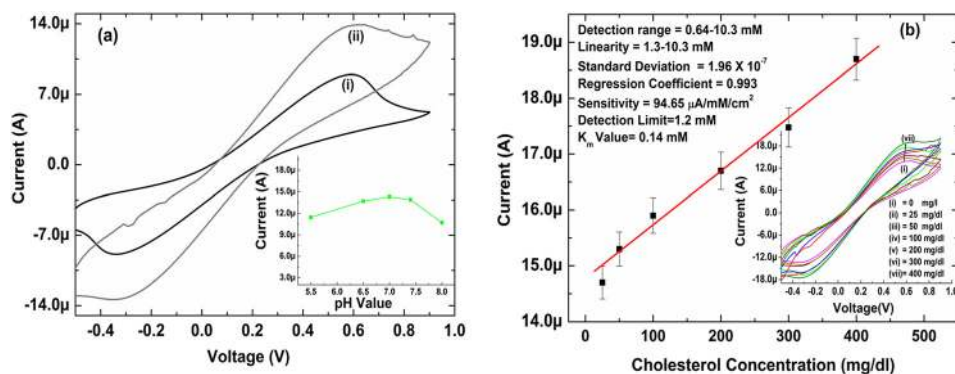 14.0µ
7.0µ
0.0
-7.0µ
-14.0µ
Current (A)
(a)
(ii)
(i)
-0.5 -0.2 0.0 0.2 0.4 0.6 0.8 1.0
Voltage (V)
18.0µ
15.0µ
12.0µ
9.0µ
6.0µ
3.0µ
Current (A)
5.5 6.0 6.5 7.0 7.5 8.0
pH Value
19.0µ
18.0µ
17.0µ
16.0µ
15.0µ
14.0µ
Current (A)
(b)
Detection range = 0.64-10.3 mM
Linearity = 1.3-10.3 mM
Standard Deviation = 1.96 X 10-7
Regression Coefficient = 0.993
Sensitivity = 94.65 µA/mM/cm2
Detection Limit=1.2 mM
Km Value= 0.14 mM
0 100 200 300 400 500
Cholesterol Concentration (mg/dl)
18.0µ
12.0µ
6.0µ
0.0
-6.0µ
-12.0µ
-18.0µ
Current (A)
(vii)
(i)
(i) = 0 mg/l
(ii) = 25 mg/dl
(iii) = 50 mg/dl
(iv) = 100 mg/dl
(v) = 200 mg/dl
(vi) = 300 mg/dl
(vii)= 400 mg/dl
-0.4 -0.2 0.0 0.2 0.4 0.6 0.8 1.0
Voltage(V)